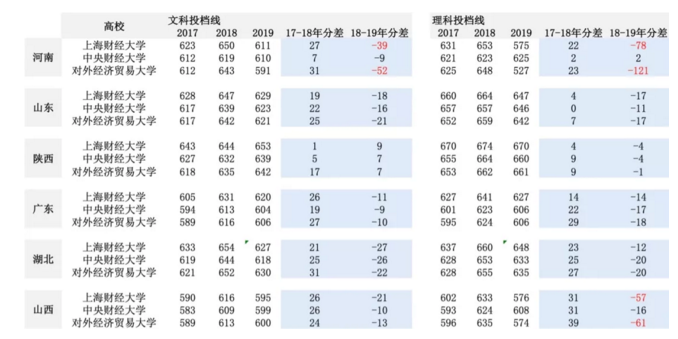 高校 文科投档线 理科投档线
2017 2018 2019 17-18年分差 18-19年分差 2017 2018 2019 17-18年分差 18-19年分差
河南
上海财经大学 623 650 611 27 -39 631 653 575 22 -78
中央财经大学 612 619 610 7 -9 621 623 625 2 2
对外经济贸易大学 612 643 591 31 -52 625 648 527 23 -121
山东
上海财经大学 628 647 629 19 -18 660 664 647 4 -17
中央财经大学 617 639 623 22 -16 657 657 646 0 -11
对外经济贸易大学 617 642 621 25 -21 652 659 642 7 -17
陕西
上海财经大学 643 644 653 1 9 670 674 670 4 -4
中央财经大学 627 632 639 5 7 655 664 660 9 -4
对外经济贸易大学 618 635 642 17 7 653 662 661 9 -1
广东
上海财经大学 605 631 620 26 -11 627 641 627 14 -14
中央财经大学 594 613 604 19 -9 601 623 606 22 -17
对外经济贸易大学 589 616 606 27 -10 595 624 606 29 -18
湖北
上海财经大学 633 654 627 21 -27 637 660 648 23 -12
中央财经大学 619 644 618 25 -26 628 653 633 25 -20
对外经济贸易大学 621 652 630 31 -22 628 655 635 27 -20
山西
上海财经大学 590 616 595 26 -21 602 633 576 31 -57
中央财经大学 583 609 599 26 -10 593 624 608 31 -16
对外经济贸易大学 589 613 600 24 -13 596 635 574 39 -61